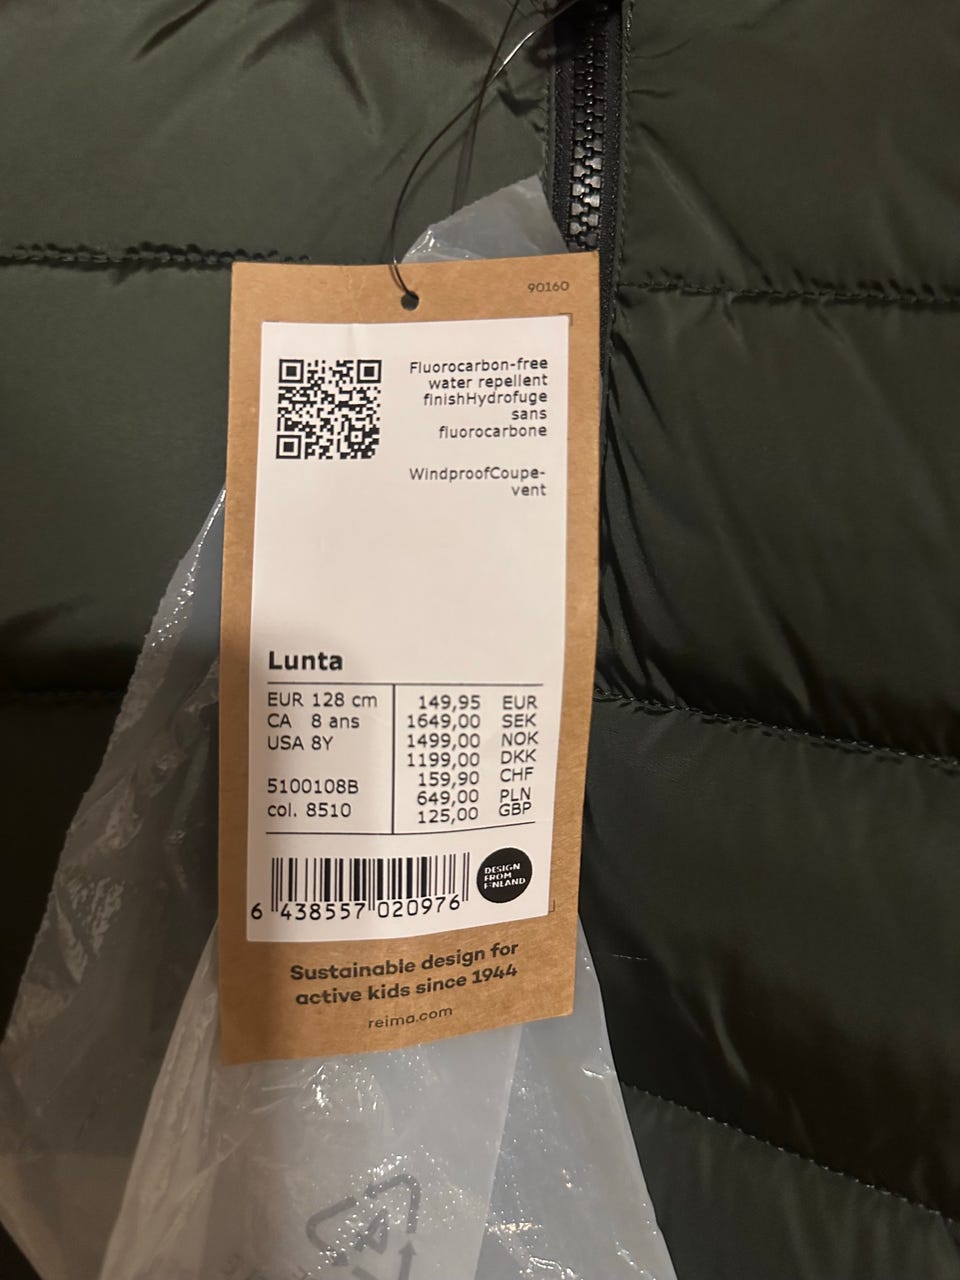 90160
Fluorocarbon-free
water repellent
finishHydrofuge
sans
fluorocarbone
WindproofCoupe-
vent
Lunta
EUR 128 cm
CA 8 ans
USA 8Y
5100108B
col. 8510
149,95 EUR
1649,00 SEK
1499,00 NOK
1199,00 DKK
159,90 CHF
649,00 PLN
125,00 GBP
6 438557 020976
DESIGN
FROM
FINLAND
Sustainable design for
active kids since 1944
reima.com